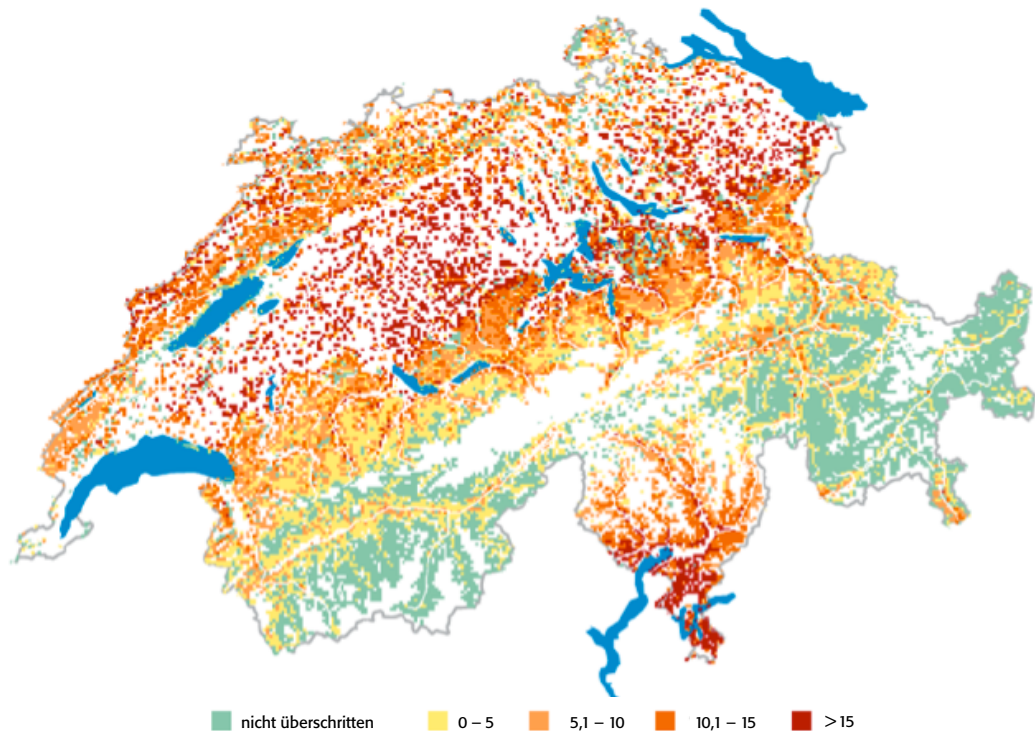 nicht überschritten 0 – 5 5,1 – 10 10,1 – 15 >15